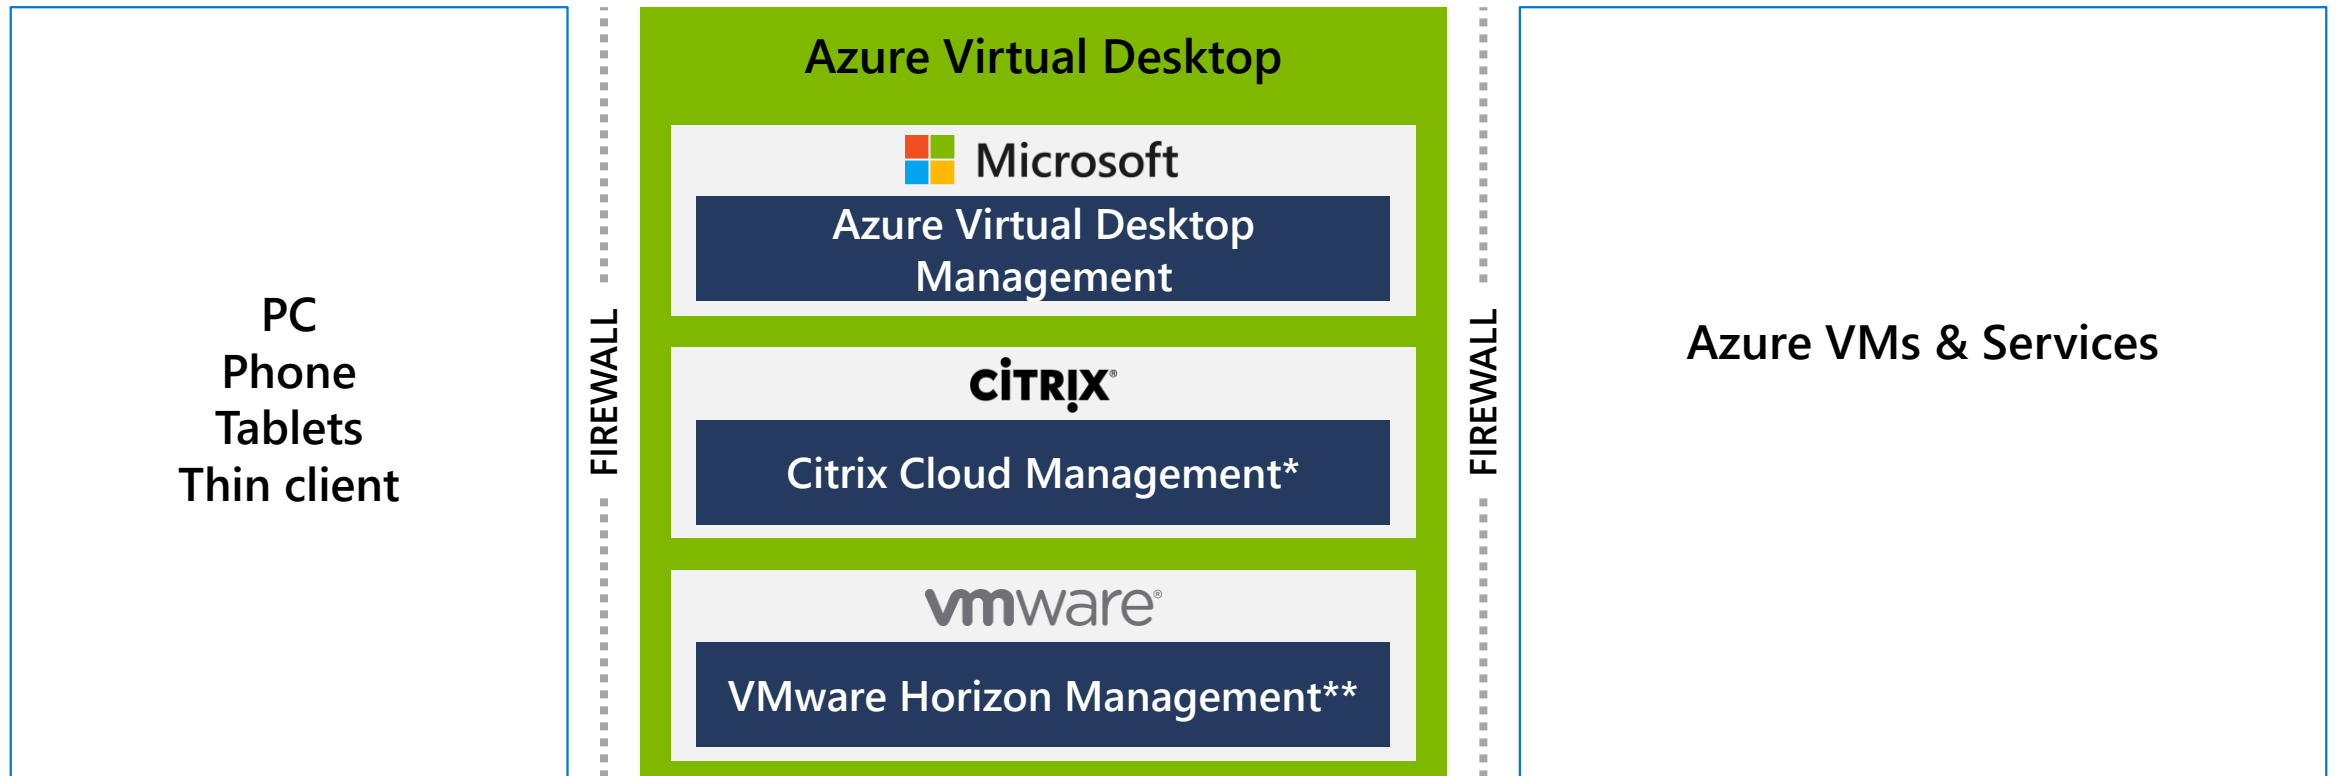 PC
Phone
Tablets
Thin client
FIREWALL
Azure Virtual Desktop
Microsoft
Azure Virtual Desktop
Management
CiTRIX®
Citrix Cloud Management*
vmware®
VMware Horizon Management**
FIREWALL
Azure VMs & Services